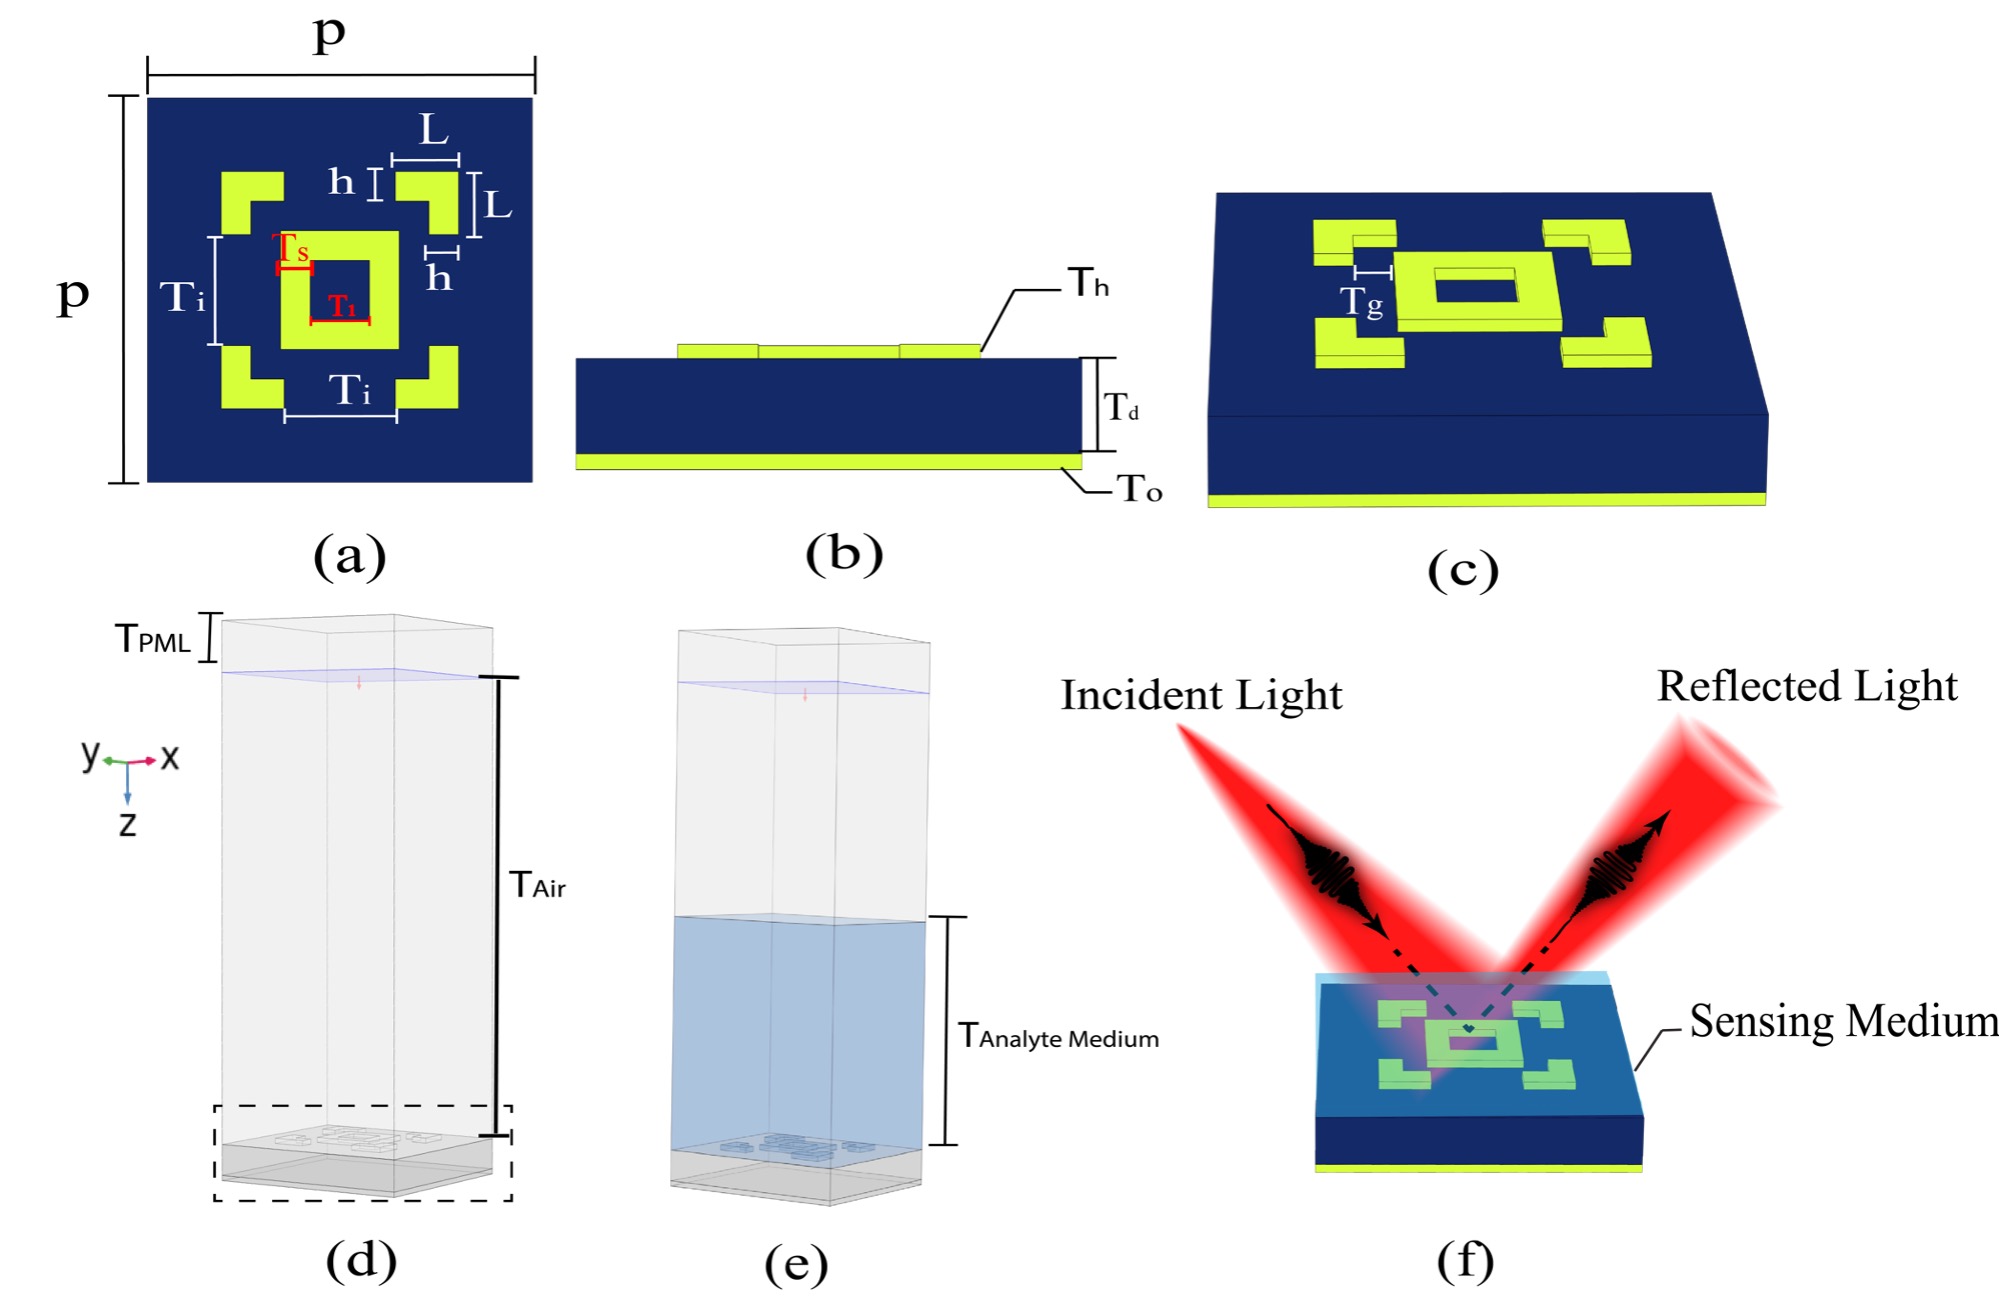 p
p
L
h
L
Ts
h
Ti
T1
Ti
(a)
Th
Td
To
(b)
Tg
(c)
TPML
y
x
z
TAir
(d)
TAnalyte Medium
(e)
Incident Light
Reflected Light
Sensing Medium
(f)